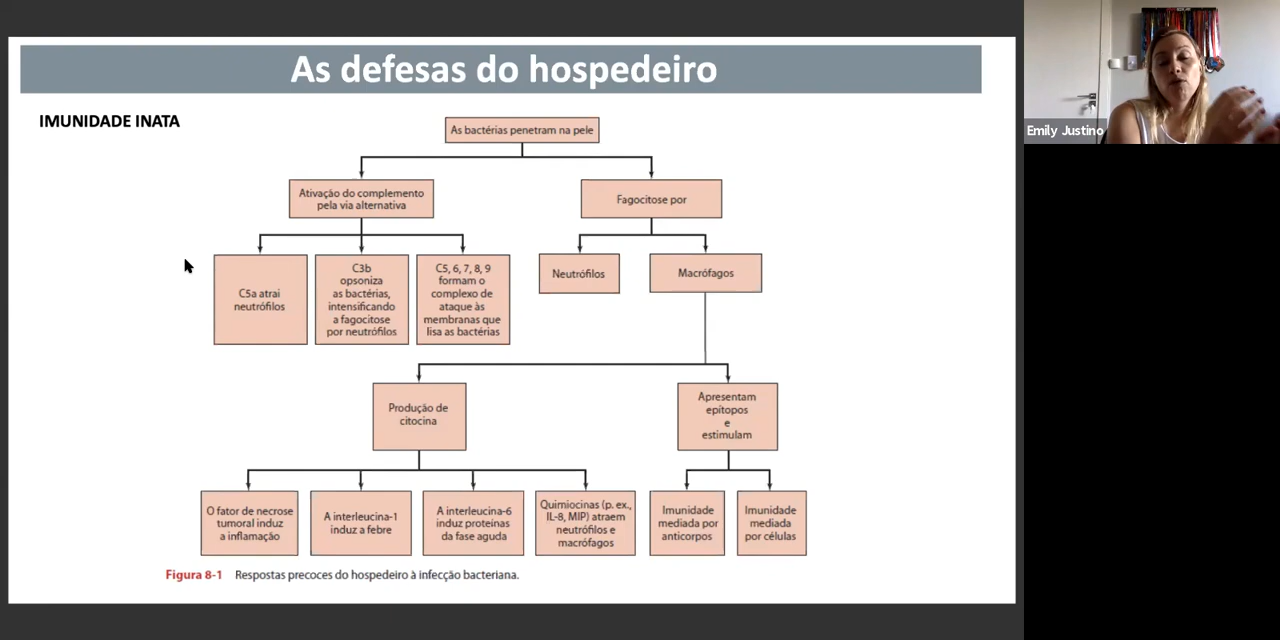 As defesas do hospedeiro
IMUNIDADE INATA
As bactérias penetram na pele
Ativação do complemento
pela via alternativa
Fagocitose por
C5a atrai
neutrófilos
C3b
opsoniza
as bactérias,
intensificando
a fagocitose
por neutrófilos
C5, 6, 7, 8, 9
formam o
complexo de
ataque às
membranas que
lisa as bactérias
Neutrófilos
Macrófagos
Produção de
citocina
Apresentam
epítopos
e
estimulam
O fator de necrose
tumoral induz
a inflamação
A interleucina-1
induz a febre
A interleucina-6
induz proteínas
da fase aguda
Quimiocinas (p. ex.,
IL-8, MIP) atraem
neutrófilos e
macrófagos
Imunidade
mediada por
anticorpos
Imunidade
mediada
por células
Figura 8-1 Respostas precoces do hospedeiro à infecção bacteriana.
Emily Justino